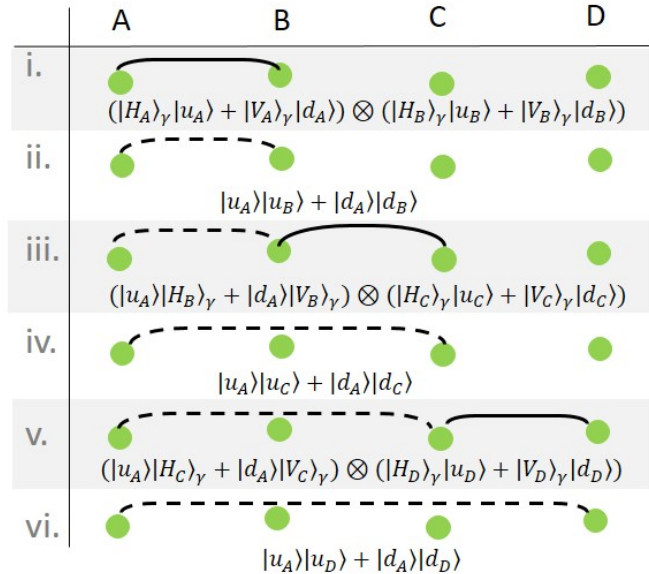 A B C D
i.
(|H_A⟩_γ|u_A⟩ + |V_A⟩_γ|d_A⟩) ⊗ (|H_B⟩_γ|u_B⟩ + |V_B⟩_γ|d_B⟩)
ii.
|u_A⟩|u_B⟩ + |d_A⟩|d_B⟩
iii.
(|u_A⟩|H_B⟩_γ + |d_A⟩|V_B⟩_γ) ⊗ (|H_C⟩_γ|u_C⟩ + |V_C⟩_γ|d_C⟩)
iv.
|u_A⟩|u_C⟩ + |d_A⟩|d_C⟩
v.
(|u_A⟩|H_C⟩_γ + |d_A⟩|V_C⟩_γ) ⊗ (|H_D⟩_γ|u_D⟩ + |V_D⟩_γ|d_D⟩)
vi.
|u_A⟩|u_D⟩ + |d_A⟩|d_D⟩